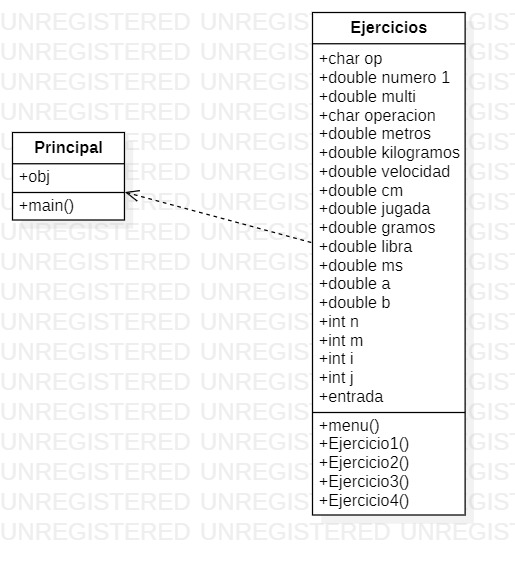 Principal
+obj
+main()
Ejercicios
+char op
+double numero 1
+double multi
+char operacion
+double metros
+double kilogramos
+double velocidad
+double cm
+double jugada
+double gramos
+double libra
+double ms
+double a
+double b
+int n
+int m
+int i
+int j
+entrada
+menu()
+Ejercicio1()
+Ejercicio2()
+Ejercicio3()
+Ejercicio4()
UNREGISTERED UNREGISTERED UNREGISTERED